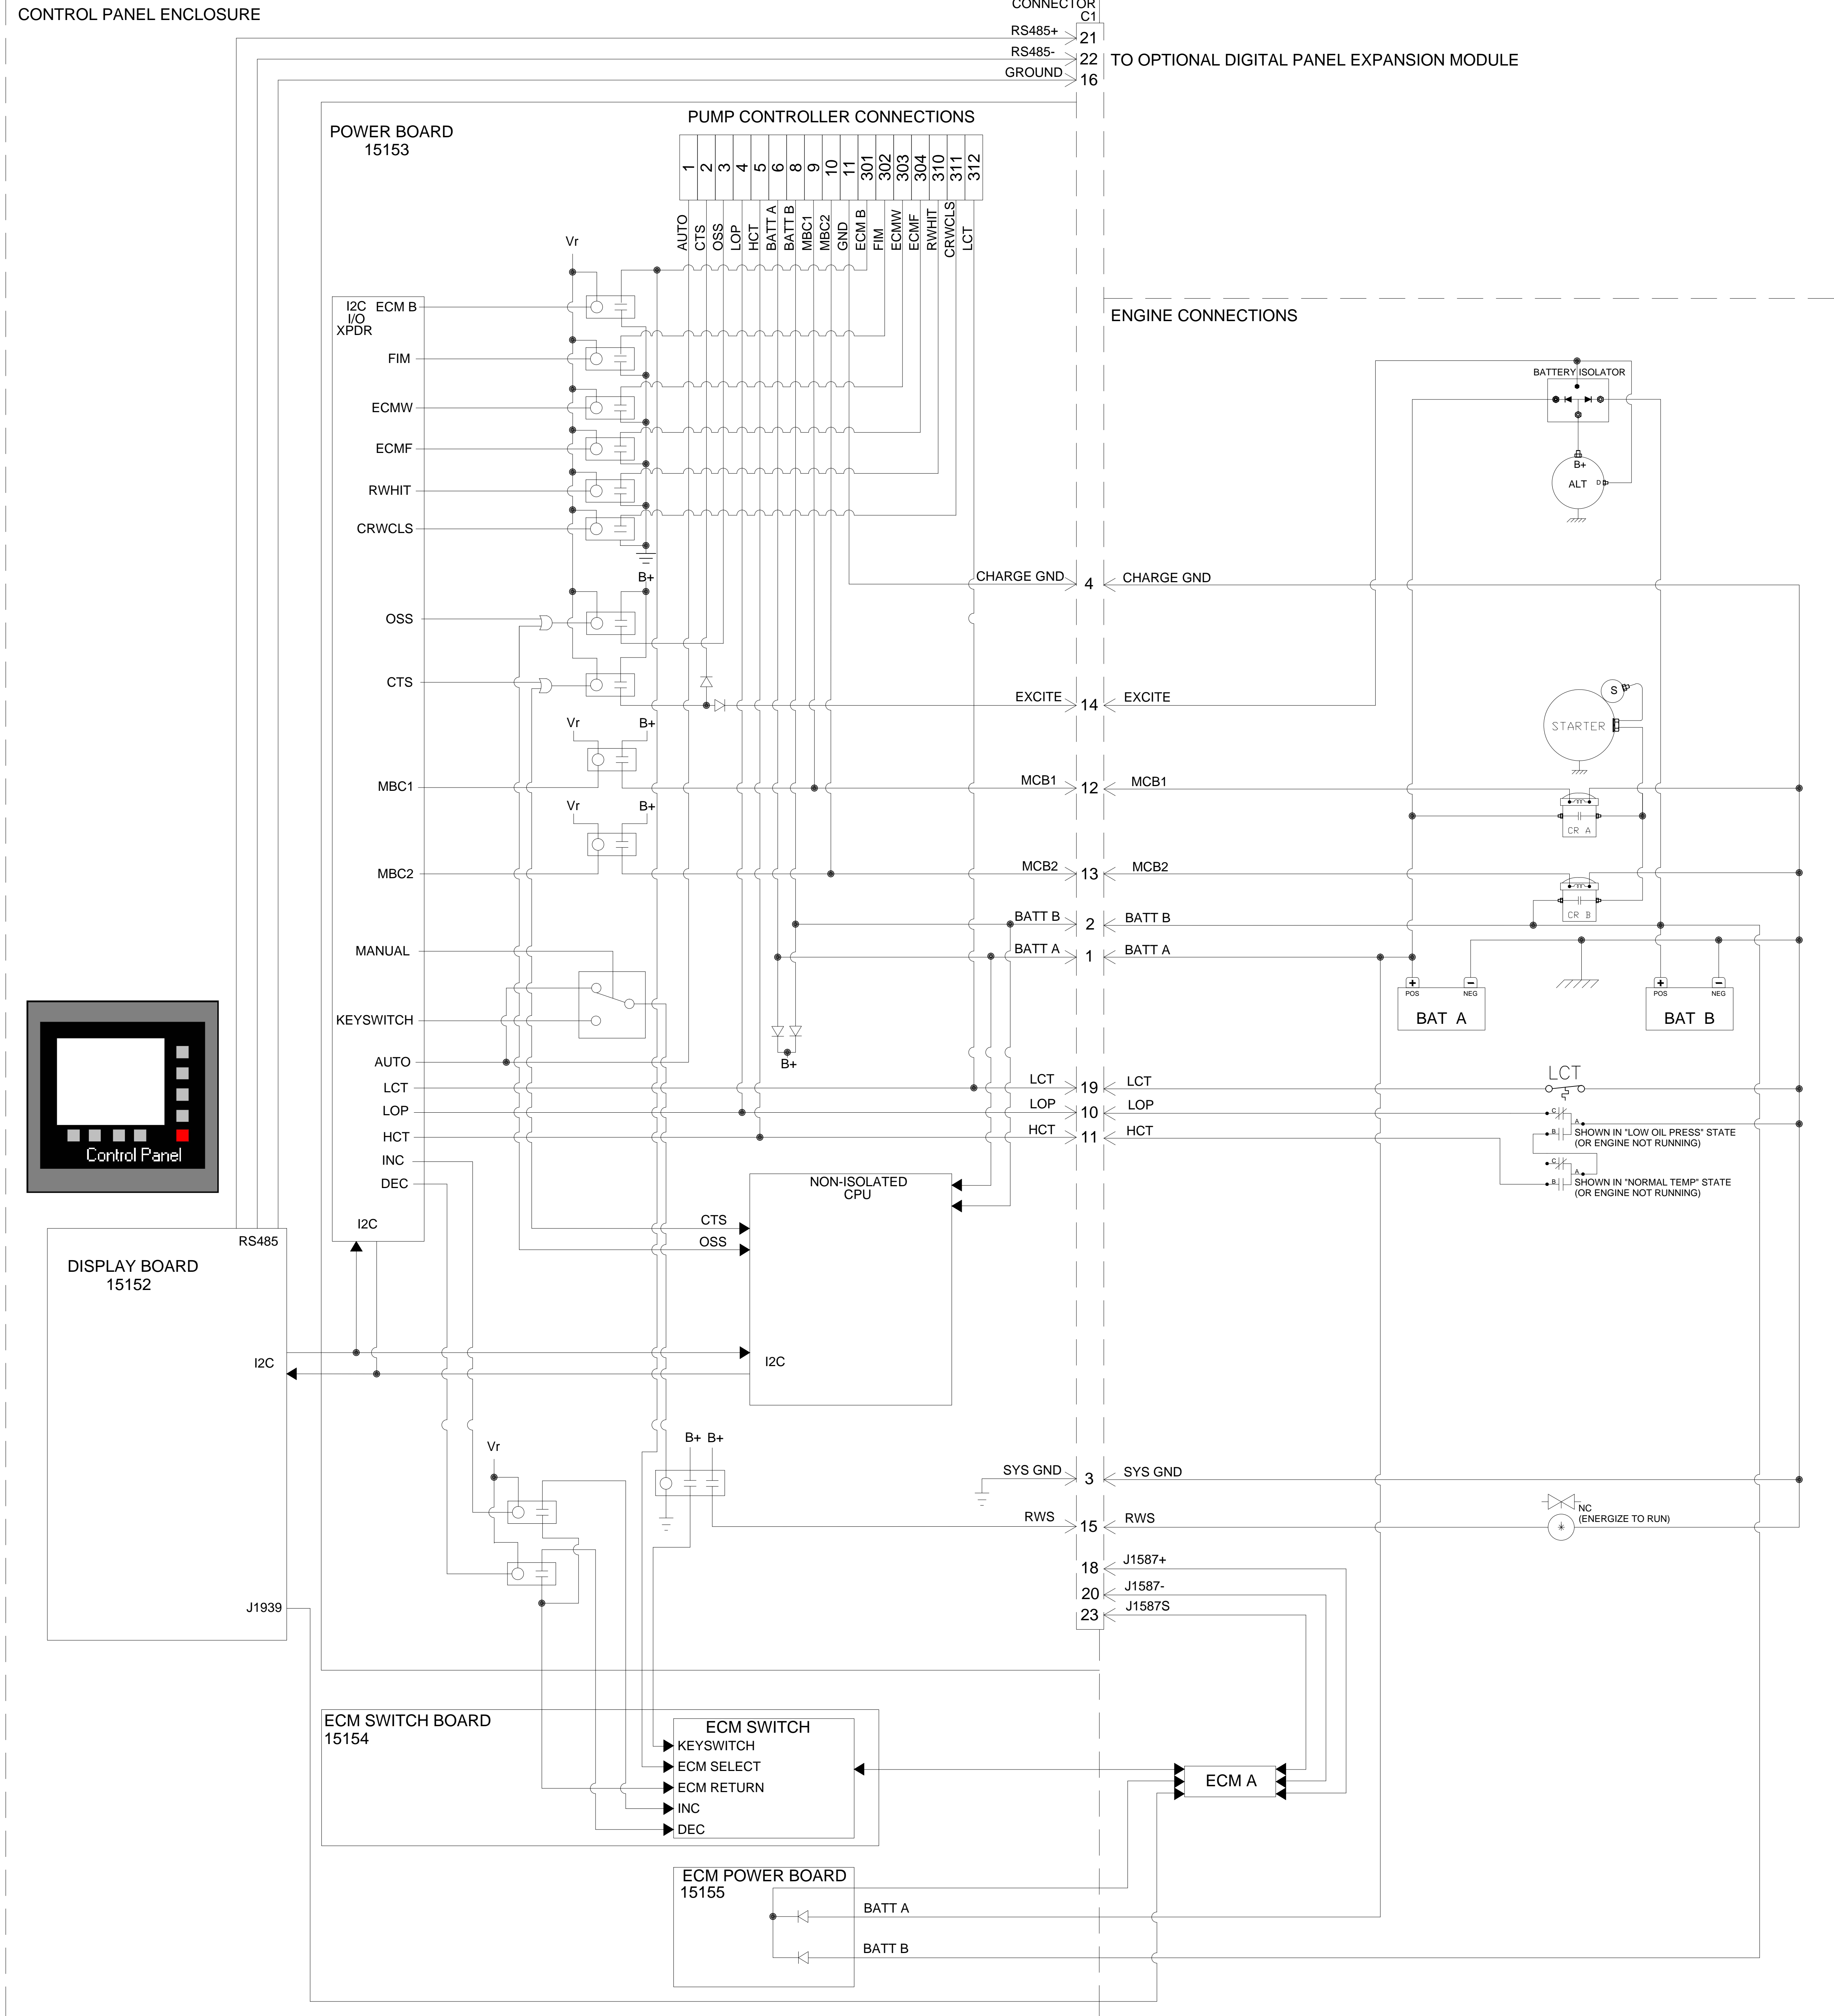 CONTROL PANEL ENCLOSURE
CONNECTOR
C1
RS485+
21
RS485-
22
GROUND
16
TO OPTIONAL DIGITAL PANEL EXPANSION MODULE
POWER BOARD
15153
PUMP CONTROLLER CONNECTIONS
1
2
3
4
5
6
8
9
10
11
301
302
303
304
310
311
312
AUTO
CTS
OSS
LOP
HCT
BATT A
BATT B
MBC1
MBC2
GND
ECM B
FIM
ECMW
ECMF
RWHIT
CRWCLS
LCT
Vr
I2C
I/O
XPDR
ECM B
FIM
ECMW
ECMF
RWHIT
CRWCLS
B+
OSS
CTS
Vr
B+
MBC1
Vr
B+
MBC2
MANUAL
KEYSWITCH
AUTO
LCT
LOP
HCT
INC
DEC
I2C
B+
ENGINE CONNECTIONS
BATTERY ISOLATOR
B+
ALT
D
CHARGE GND
4
CHARGE GND
EXCITE
14
EXCITE
S
STARTER
MCB1
12
MCB1
CR A
MCB2
13
MCB2
CR B
BATT B
2
BATT B
BATT A
1
BATT A
+
POS
-
NEG
BAT A
+
POS
-
NEG
BAT B
LCT
19
LCT
LCT
LOP
10
LOP
HCT
11
HCT
C
A
B
SHOWN IN "LOW OIL PRESS" STATE
(OR ENGINE NOT RUNNING)
C
A
B
SHOWN IN "NORMAL TEMP" STATE
(OR ENGINE NOT RUNNING)
Control Panel
NON-ISOLATED
CPU
CTS
OSS
I2C
RS485
DISPLAY BOARD
15152
I2C
J1939
Vr
B+ B+
SYS GND
3
SYS GND
RWS
15
RWS
NC
(ENERGIZE TO RUN)
*
18
J1587+
20
J1587-
23
J1587S
ECM SWITCH BOARD
15154
ECM SWITCH
KEYSWITCH
ECM SELECT
ECM RETURN
INC
DEC
ECM A
ECM POWER BOARD
15155
BATT A
BATT B